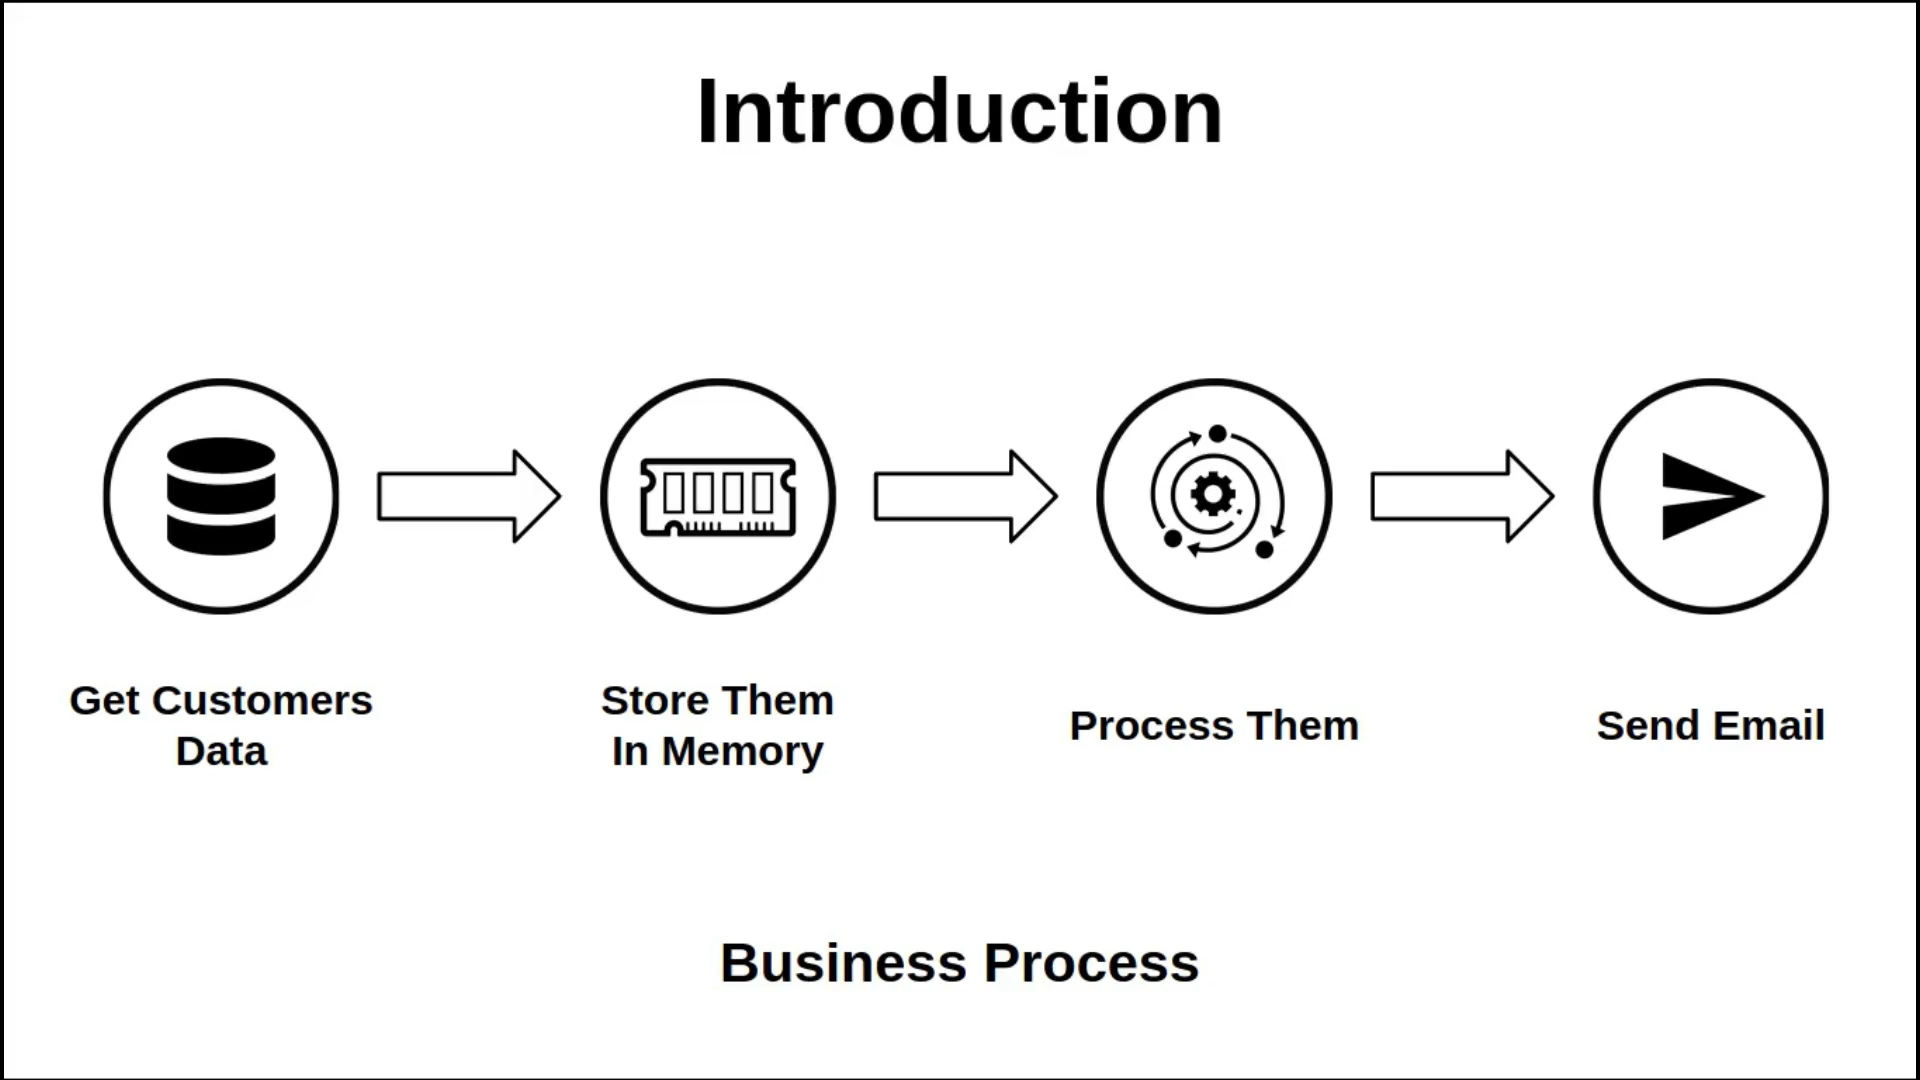 Introduction
Get Customers
Data
Store Them
In Memory
Process Them
Send Email
Business Process